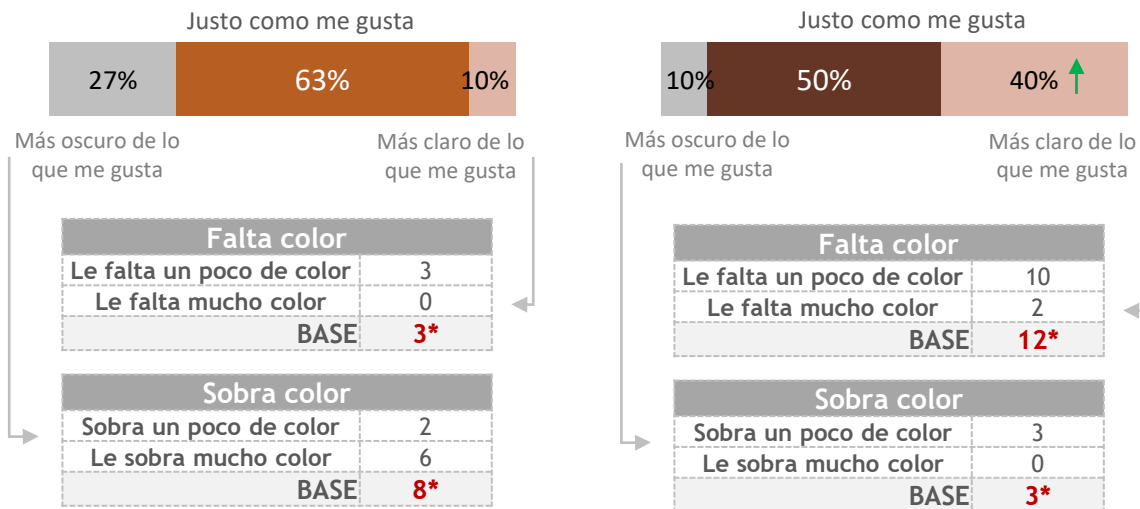 Justo como me gusta
27% 63% 10%
Más oscuro de lo que me gusta
Más claro de lo que me gusta
Falta color
Le falta un poco de color 3
Le falta mucho color 0
BASE 3*
Sobra color
Sobra un poco de color 2
Le sobra mucho color 6
BASE 8*
Justo como me gusta
10% 50% 40%
Más oscuro de lo que me gusta
Más claro de lo que me gusta
Falta color
Le falta un poco de color 10
Le falta mucho color 2
BASE 12*
Sobra color
Sobra un poco de color 3
Le sobra mucho color 0
BASE 3*